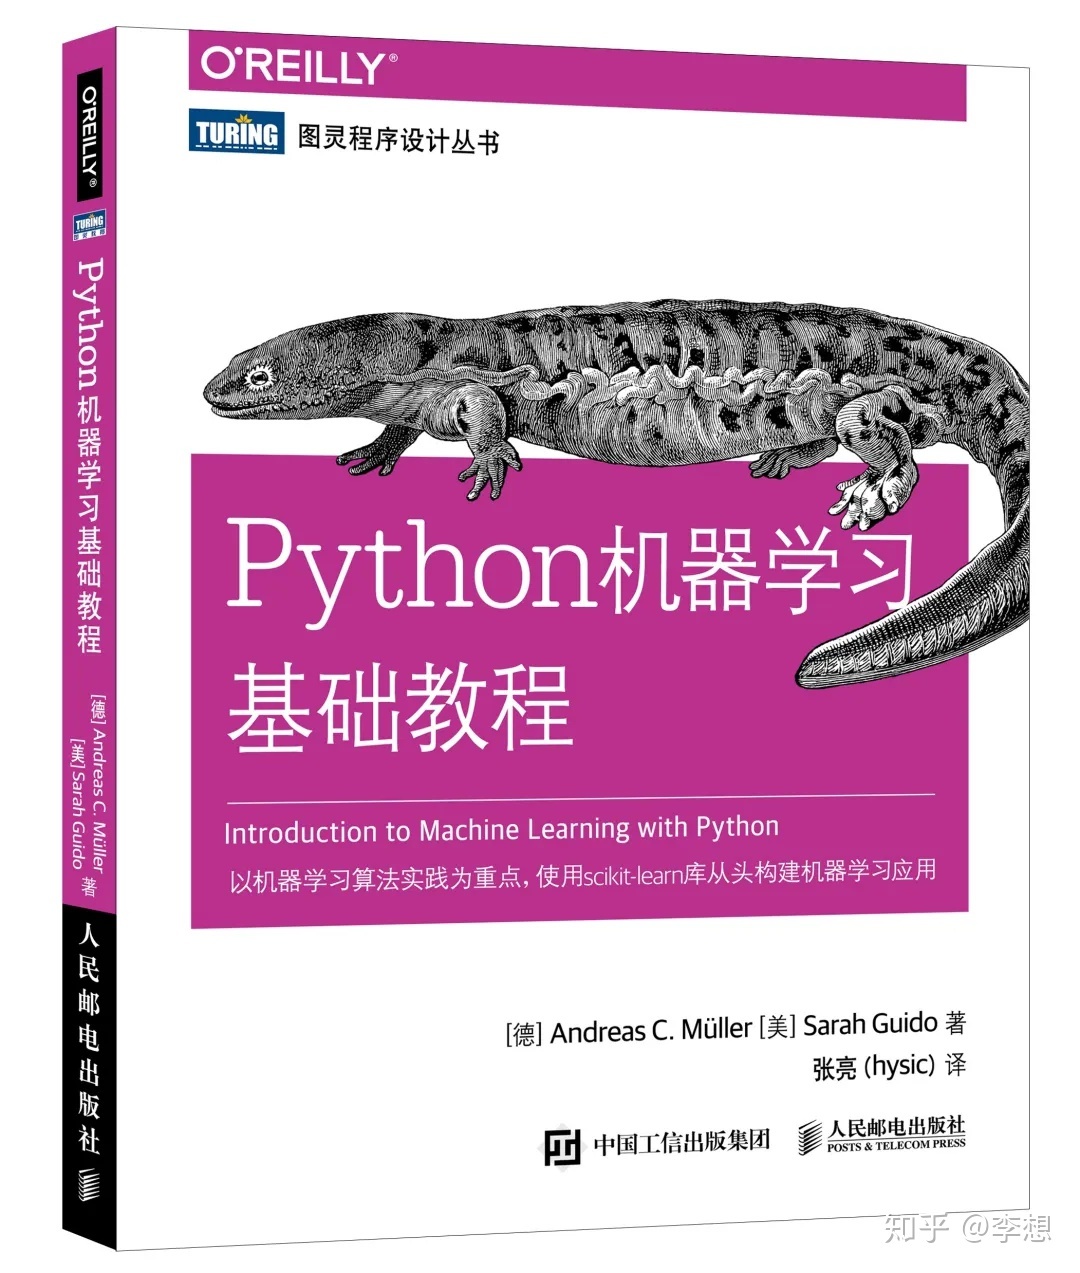 O'REILLY®
TURING 图灵程序设计丛书
Python机器学习
基础教程
Introduction to Machine Learning with Python
以机器学习算法实践为重点，使用scikit-learn库从头构建机器学习应用
[德] Andreas C. Müller [美] Sarah Guido 著
张亮 (hysic) 译
中国工信出版集团
人民邮电出版社
POSTS & TELECOM PRESS
O'REILLY®
TURING
图灵教育
Python机器学习基础教程
[德] Andreas C. Müller
[美] Sarah Guido 著
人民邮电出版社
知乎 @李想